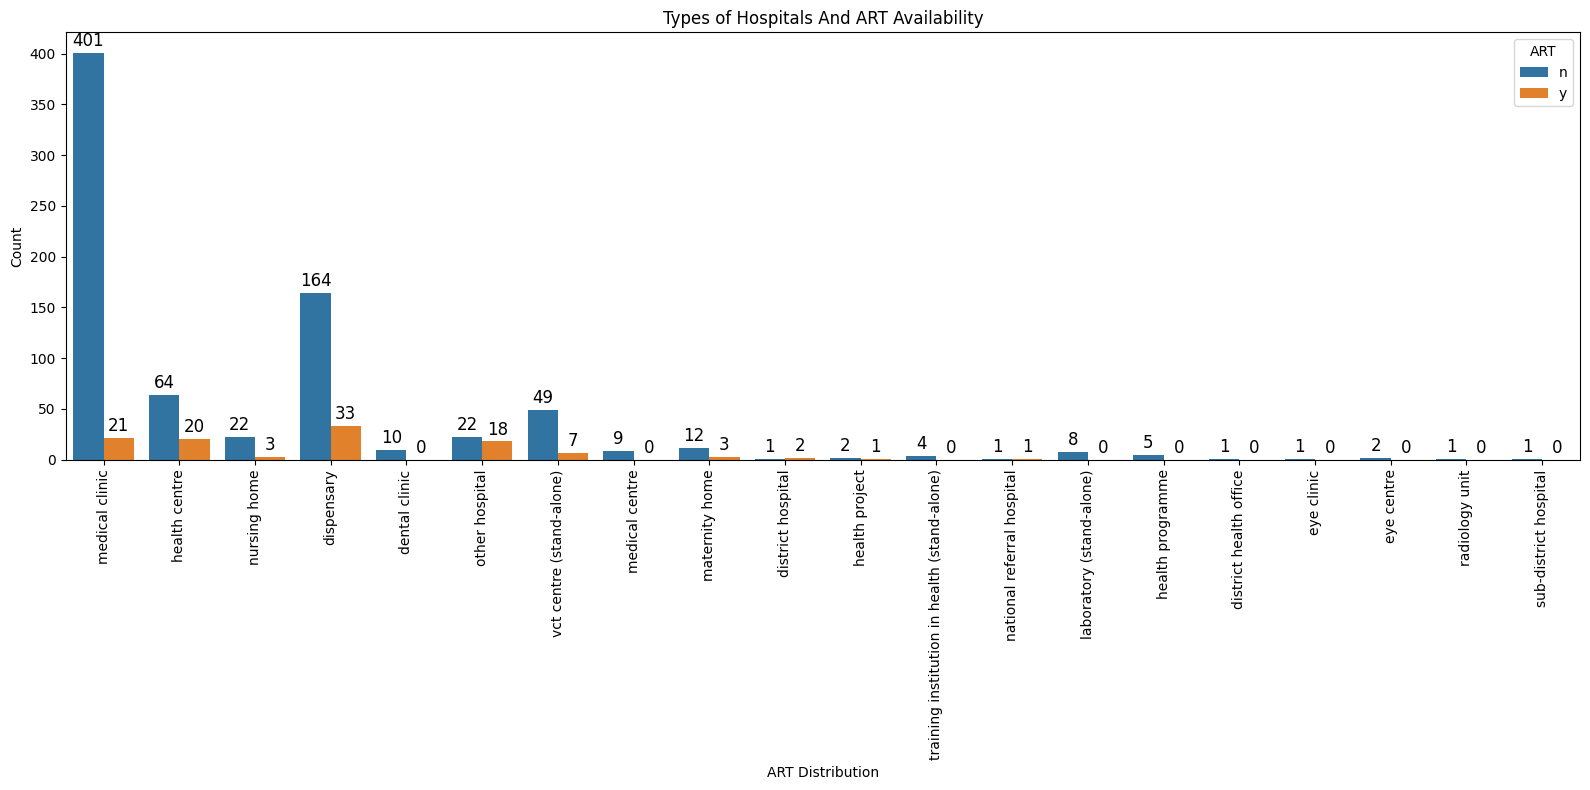 Types of Hospitals And ART Availability
ART
n
y
Count
400
350
300
250
200
150
100
50
0
401 21
64 20
22 3
164 33
10 0
22 18
49 7
9 0
12 3
1 2
2 1
4 0
1 1
8 0
5 0
1 0
1 0
2 0
1 0
1 0
medical clinic
health centre
nursing home
dispensary
dental clinic
other hospital
vct centre (stand-alone)
medical centre
maternity home
district hospital
health project
training institution in health (stand-alone)
national referral hospital
laboratory (stand-alone)
health programme
district health office
eye clinic
eye centre
radiology unit
sub-district hospital
ART Distribution